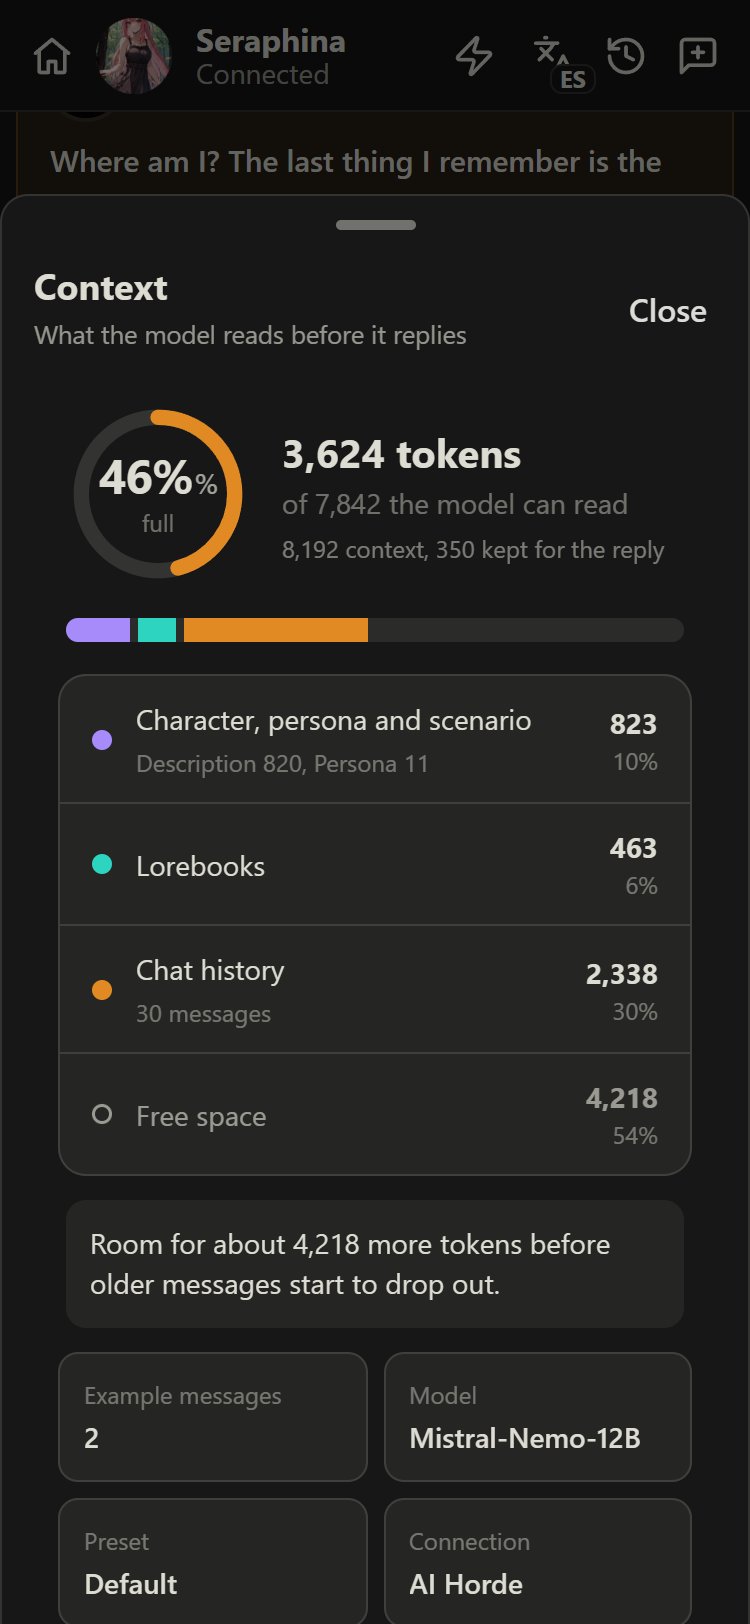 Seraphina
Connected
ES
Where am I? The last thing I remember is the
Context
What the model reads before it replies
Close
46%%
full
3,624 tokens
of 7,842 the model can read
8,192 context, 350 kept for the reply
Character, persona and scenario
823
Description 820, Persona 11
10%
Lorebooks
463
6%
Chat history
2,338
30 messages
30%
Free space
4,218
54%
Room for about 4,218 more tokens before
older messages start to drop out.
Example messages
2
Model
Mistral-Nemo-12B
Preset
Default
Connection
AI Horde